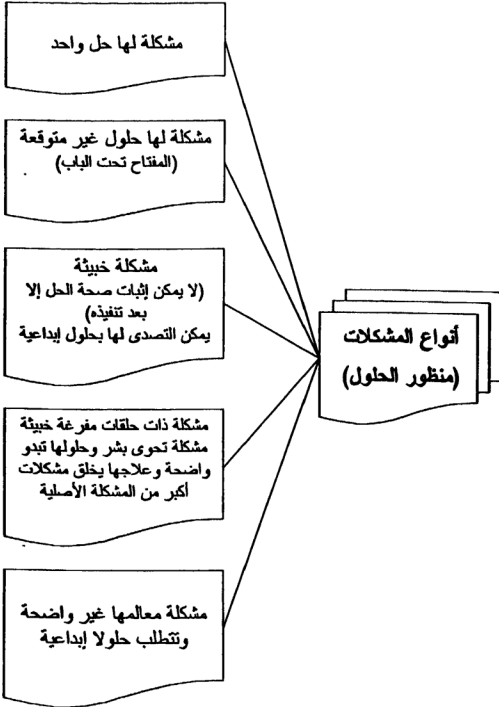 مشكلة لها حل واحد
مشكلة لها حلول غير متوقعة
(المفتاح تحت الباب)
مشكلة خبيثة
(لا يمكن إثبات صحة الحل إلا
بعد تنفيذه)
يمكن التصدى لها بحلول إبداعية
أنواع المشكلات
(منظور الحلول)
مشكلة ذات حلقات مفرغة خبيثة
مشكلة تحوى بشر وحلولها تبدو
واضحة وعلاجها يخلق مشكلات
أكبر من المشكلة الأصلية
مشكلة معالمها غير واضحة
وتتطلب حلولا إبداعية